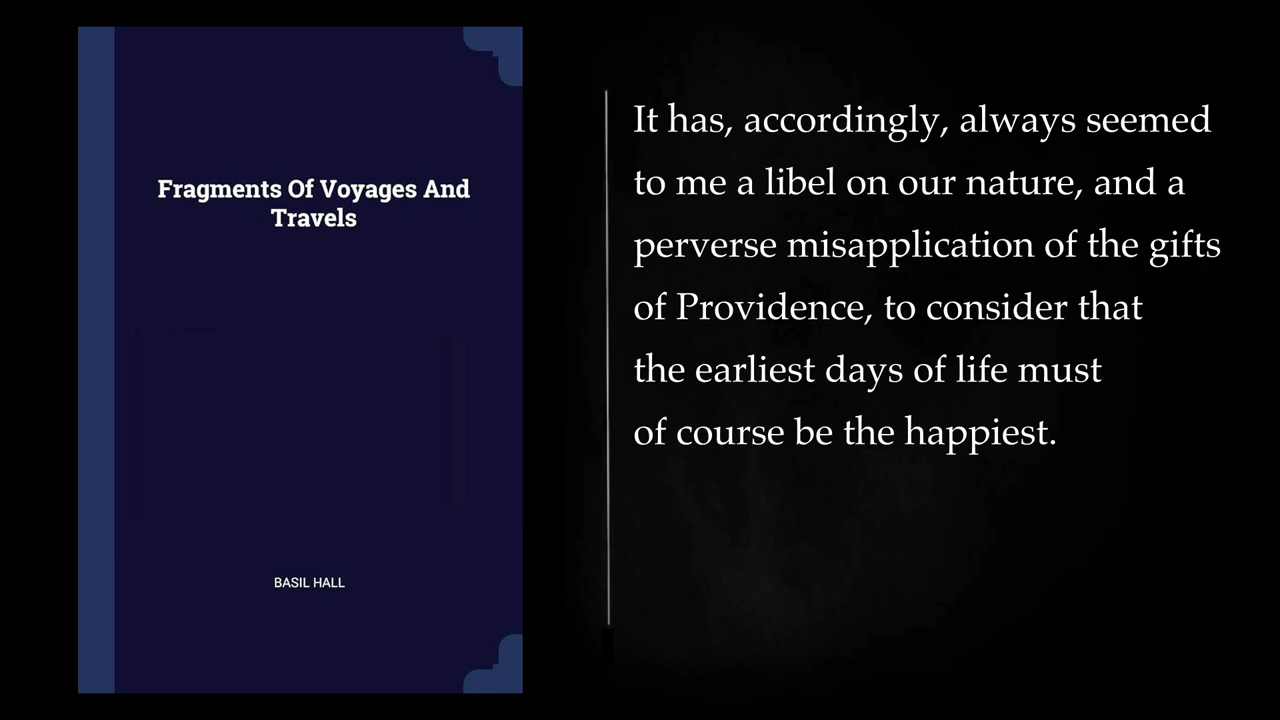 Fragments Of Voyages And
Travels
BASIL HALL
It has, accordingly, always seemed
to me a libel on our nature, and a
perverse misapplication of the gifts
of Providence, to consider that
the earliest days of life must
of course be the happiest.